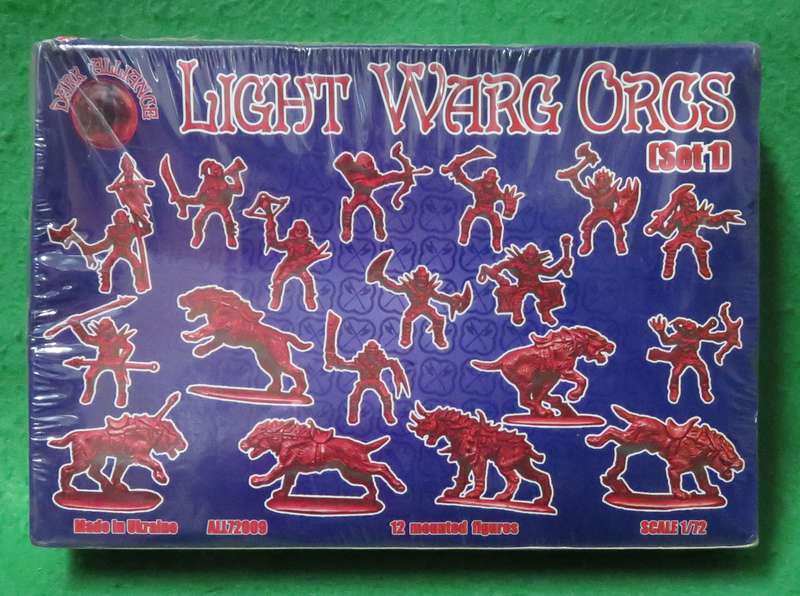 DARK ALLIANCE
LIGHT WARG ORCS
(Set 1)
Made in Ukraine ALL72009 12 mounted figures SCALE 1/72